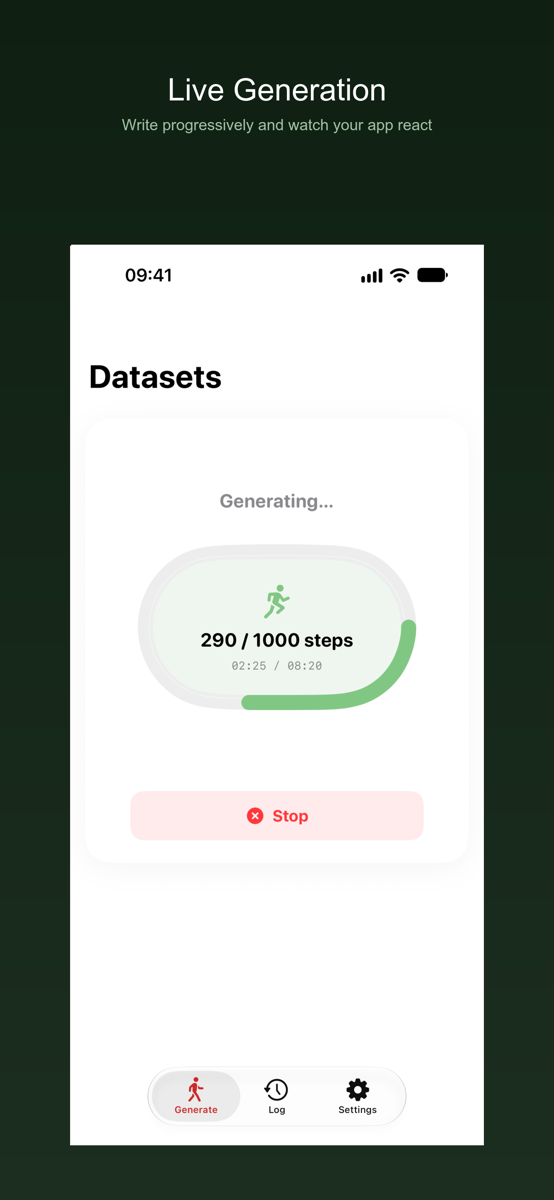 Live Generation
Write progressively and watch your app react
09:41
Datasets
Generating...
290 / 1000 steps
02:25 / 08:20
Stop
Generate
Log
Settings